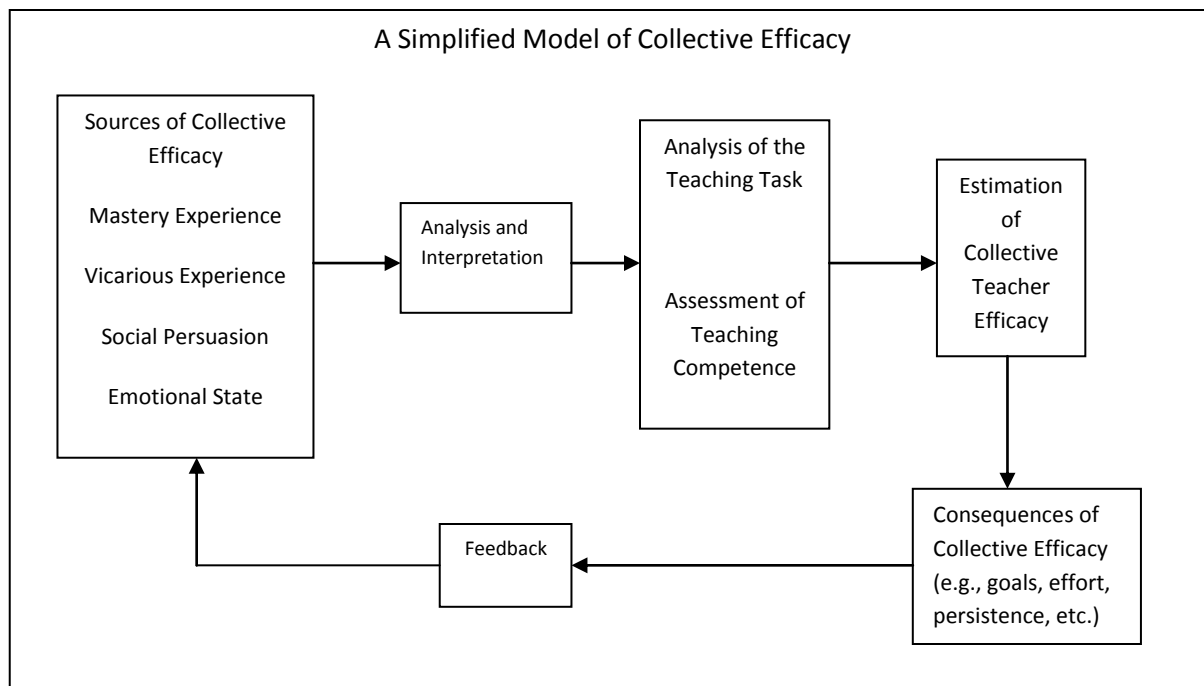 A Simplified Model of Collective Efficacy
Sources of Collective
Efficacy
Mastery Experience
Vicarious Experience
Social Persuasion
Emotional State
Analysis and
Interpretation
Analysis of the
Teaching Task
Assessment of
Teaching
Competence
Estimation
of
Collective
Teacher
Efficacy
Consequences of
Collective Efficacy
(e.g., goals, effort,
persistence, etc.)
Feedback